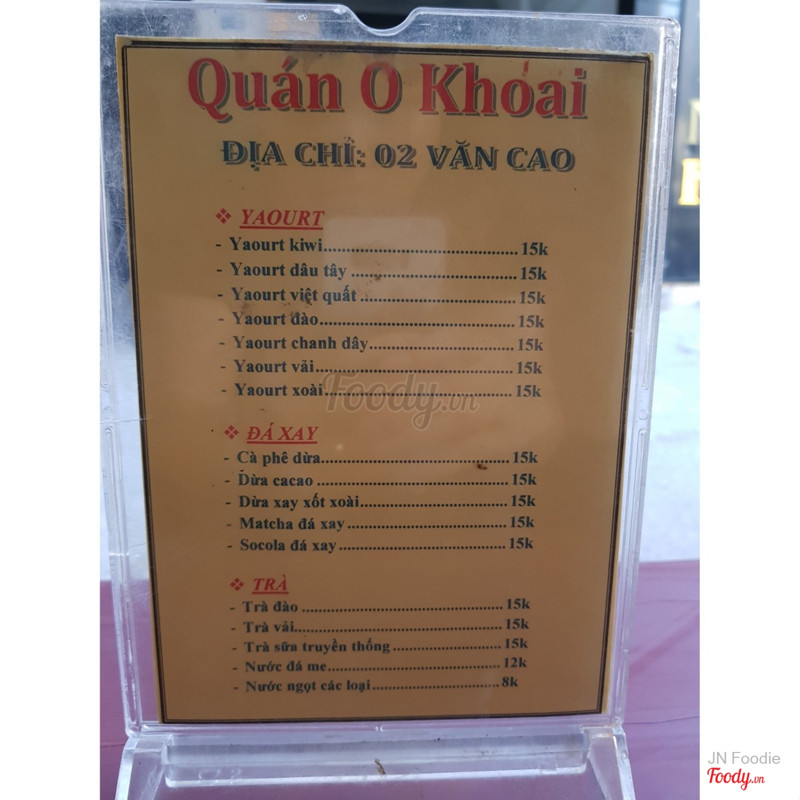 Quán O Khoai
ĐỊA CHỈ: 02 VĂN CAO
❖ YAOURT
- Yaourt kiwi........................................ 15k
- Yaourt dâu tây ................................... 15k
- Yaourt việt quất ................................ 15k
- Yaourt đào......................................... 15k
- Yaourt chanh dây............................... 15k
- Yaourt vải .......................................... 15k
- Yaourt xoài........................................ 15k
Foody.vn
❖ ĐÁ XAY
- Cà phê dừa........................................ 15k
- Dừa cacao ......................................... 15k
- Dừa xay xốt xoài................................ 15k
- Matcha đá xay ................................... 15k
- Socola đá xay .................................... 15k
❖ TRÀ
- Trà đào .............................................. 15k
- Trà vải................................................ 15k
- Trà sữa truyền thống ......................... 15k
- Nước đá me ....................................... 12k
- Nước ngọt các loại............................. 8k
JN Foodie
Foody.vn